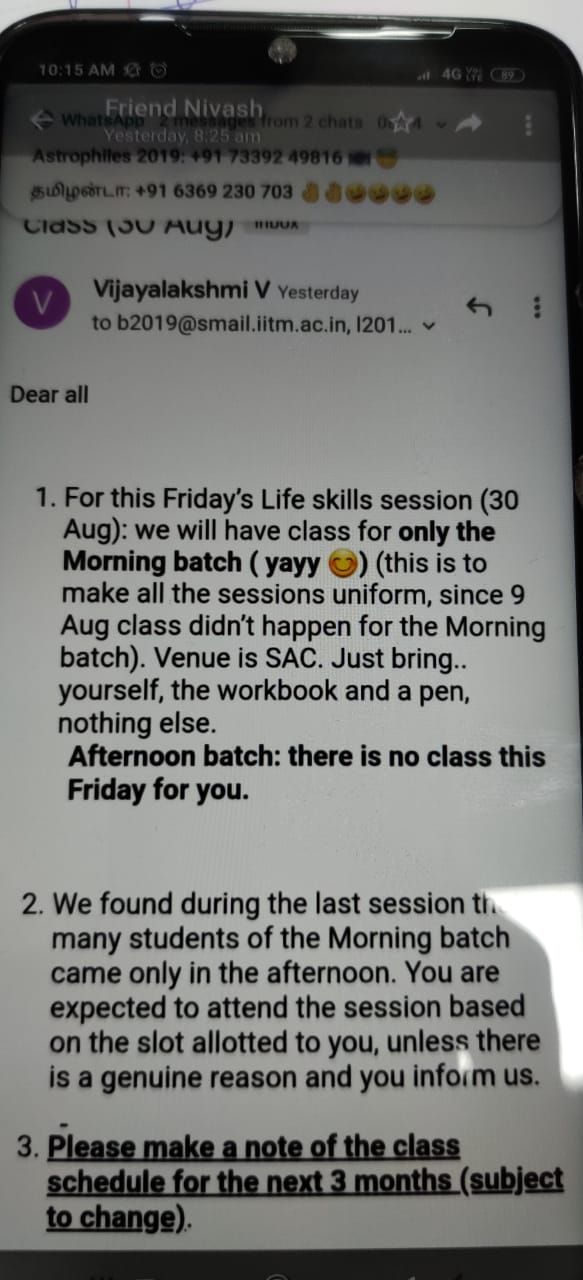 10:15 AM
4G VoLTE 89
Friend Nivash
WhatsApp 2 messages from 2 chats
Yesterday, 8.25 am
Astrophiles 2019: +91 73392 49816 📷 😇
தமிழண்டா: +91 6369 230 703 ✌✌🤣🤣🤣🤣
Class (30 Aug) Inbox
V
Vijayalakshmi V Yesterday
to b2019@smail.iitm.ac.in, l201...
Dear all
1. For this Friday's Life skills session (30
Aug): we will have class for only the
Morning batch ( yayy 😊) (this is to
make all the sessions uniform, since 9
Aug class didn't happen for the Morning
batch). Venue is SAC. Just bring..
yourself, the workbook and a pen,
nothing else.
Afternoon batch: there is no class this
Friday for you.
2. We found during the last session
many students of the Morning batch
came only in the afternoon. You are
expected to attend the session based
on the slot allotted to you, unless there
is a genuine reason and you inform us.
3. Please make a note of the class
schedule for the next 3 months (subject
to change).